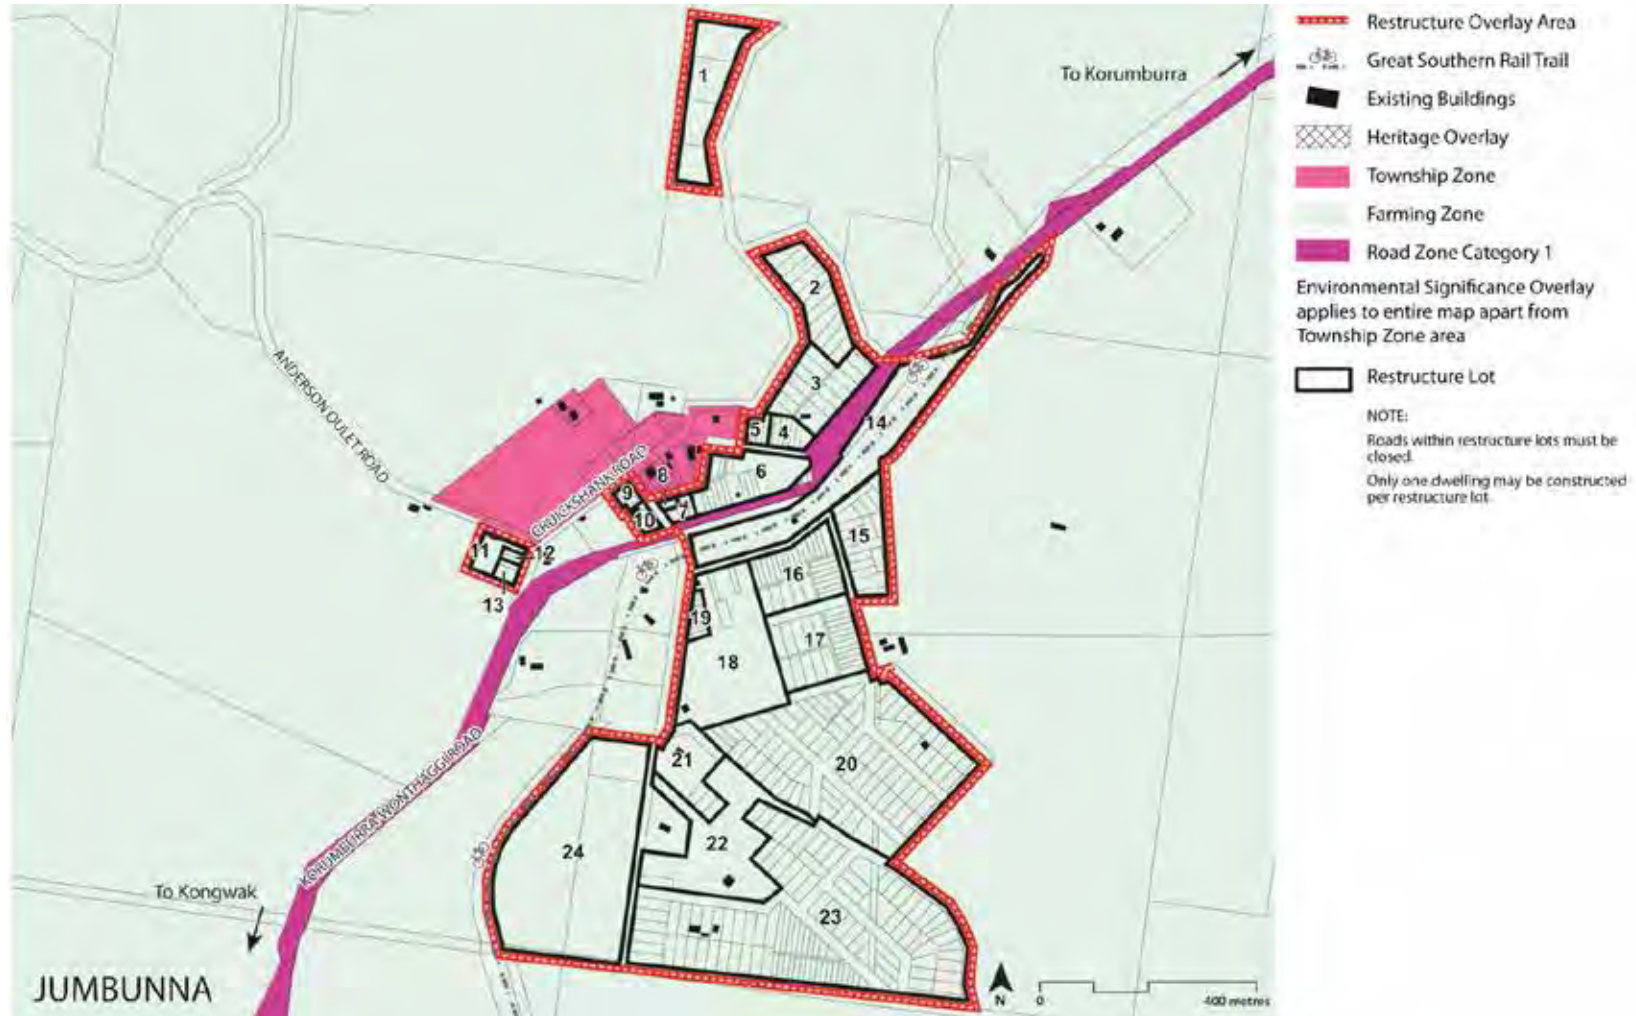 To Korumburra
ANDERSON OULET ROAD
CRUICKSHANK ROAD
KORUMBURRA WONTHAGGI ROAD
To Kongwak
JUMBUNNA
1
2
3
4
5
6
7
8
9
10
11
12
13
14
15
16
17
18
19
20
21
22
23
24
N
0
400 metres
Restructure Overlay Area
Great Southern Rail Trail
Existing Buildings
Heritage Overlay
Township Zone
Farming Zone
Road Zone Category 1
Environmental Significance Overlay
applies to entire map apart from
Township Zone area
Restructure Lot
NOTE:
Roads within restructure lots must be
closed.
Only one dwelling may be constructed
per restructure lot